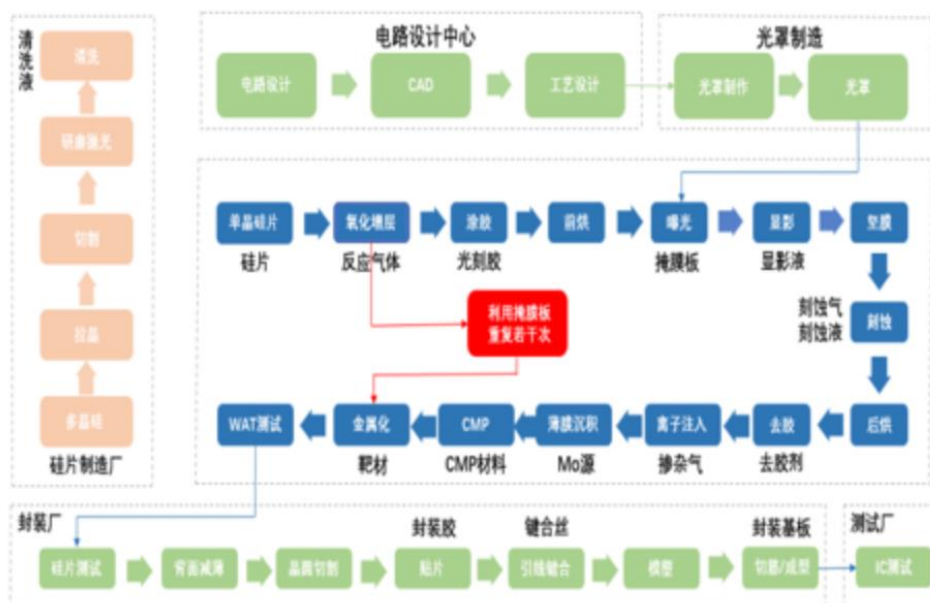 清洗液
清洗
研磨抛光
切割
拉晶
多晶硅
硅片制造厂
电路设计中心
电路设计
CAD
工艺设计
光罩制造
光罩制作
光罩
单晶硅片
氧化增层
涂胶
前烘
曝光
显影
坚膜
硅片
反应气体
光刻胶
掩膜板
显影液
利用掩膜板
重复若干次
刻蚀气
刻蚀液
刻蚀
WAT测试
金属化
CMP
薄膜沉积
离子注入
去胶
后烘
靶材
CMP材料
Mo源
掺杂气
去胶剂
封装厂
封装胶
键合丝
封装基板
测试厂
硅片测试
背面减薄
晶圆切割
贴片
引线键合
模塑
切筋/成型
IC测试